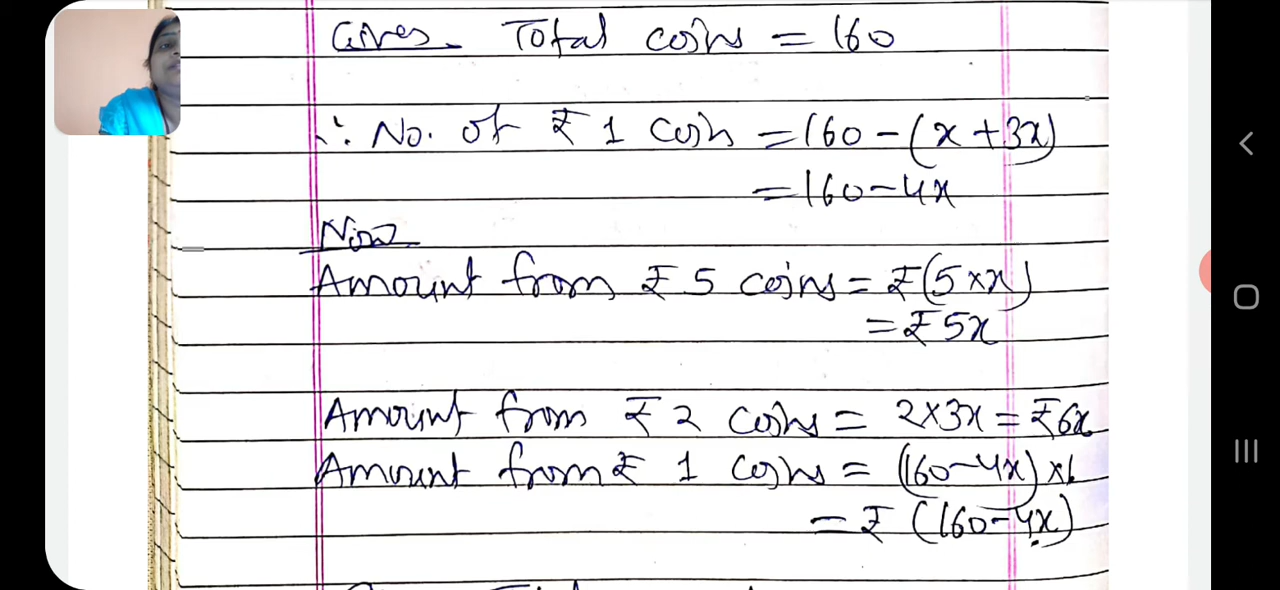 Given. Total coins = 160
∴ No. of ₹ 1 coin = 160 - (x + 3x)
= 160 - 4x
Now
Amount from ₹ 5 coins = ₹ (5 × x)
= ₹ 5x
Amount from ₹ 2 coins = 2 × 3x = ₹ 6x
Amount from ₹ 1 coins = (160 - 4x) × 1
= ₹ (160 - 4x)